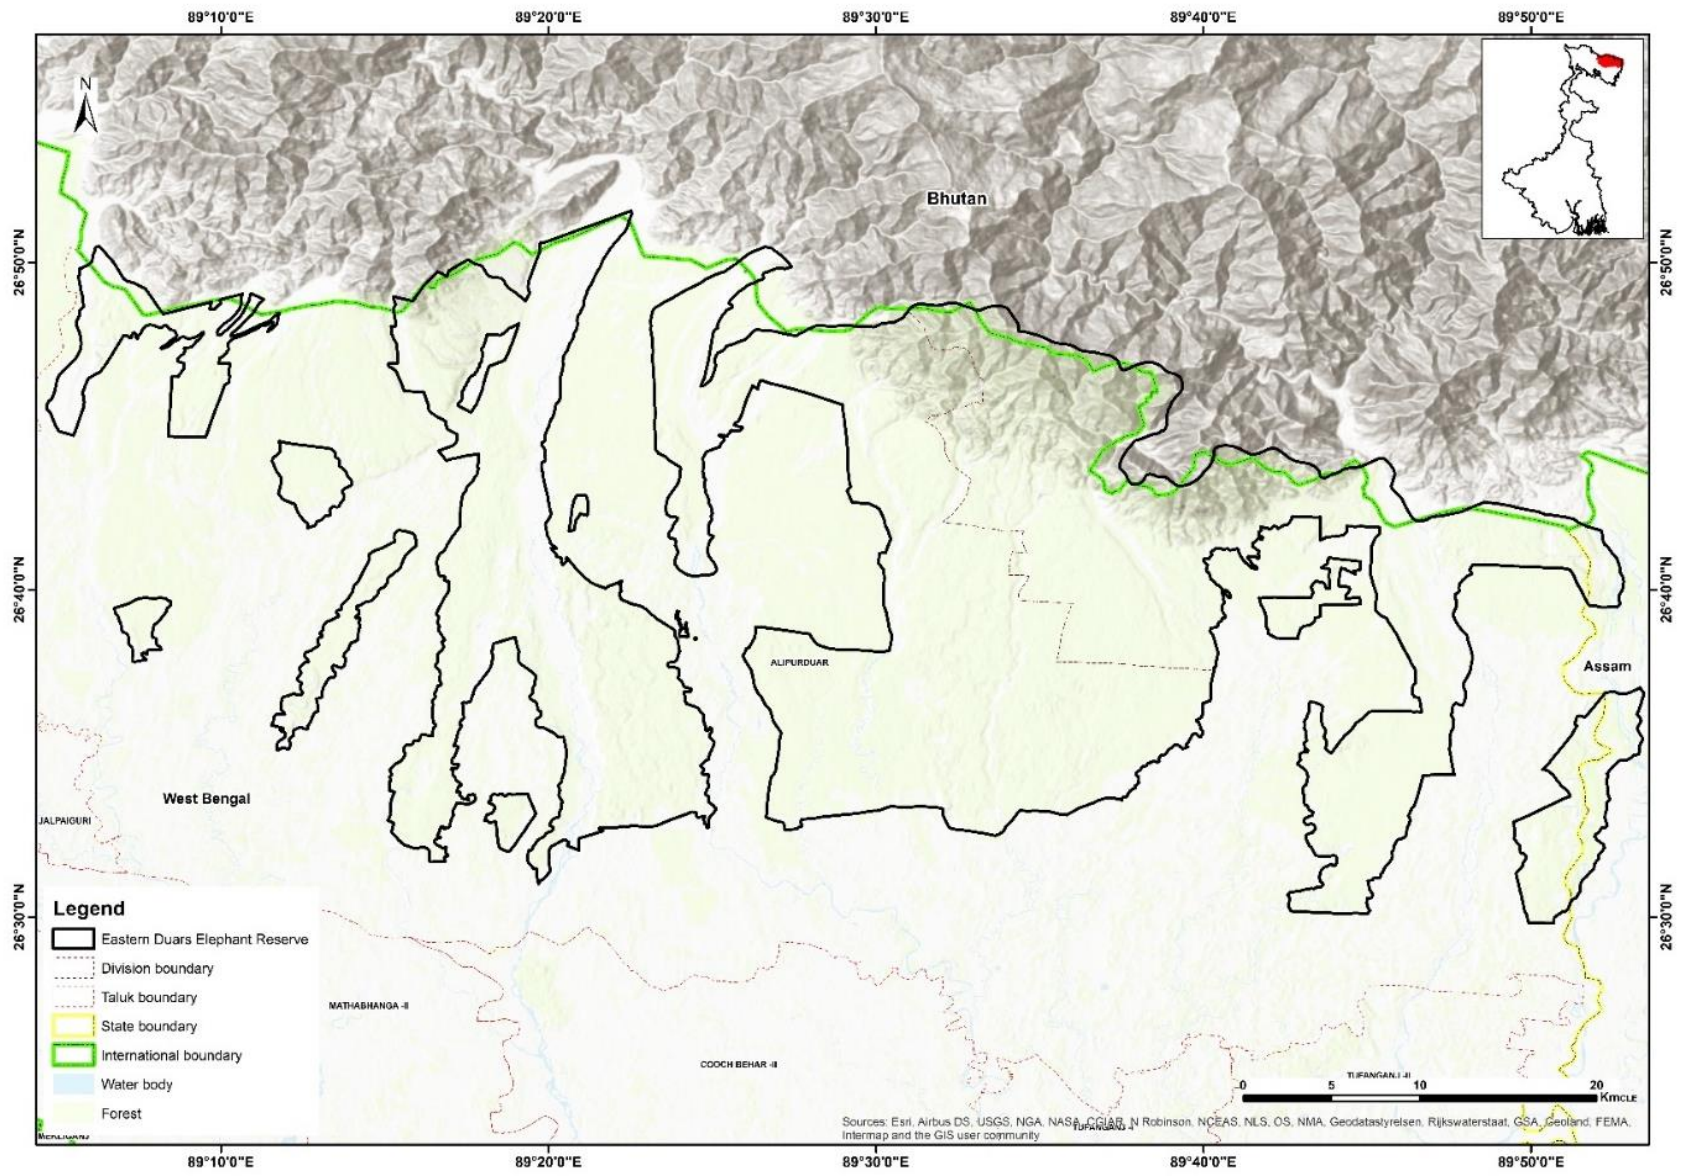 89°10'0"E 89°20'0"E 89°30'0"E 89°40'0"E 89°50'0"E
N
Bhutan
26°50'0"N 26°50'0"N
26°40'0"N 26°40'0"N
ALIPURDUAR
Assam
West Bengal
JALPAIGURI
26°30'0"N 26°30'0"N
Legend
Eastern Duars Elephant Reserve
Division boundary
Taluk boundary
State boundary
International boundary
Water body
Forest
MATHABHANGA -II
COOCH BEHAR -II
TUFANGANJ -II
0 5 10 20
Km CLE
Sources: Esri, Airbus DS, USGS, NGA, NASA, CGIAR, N Robinson, NCEAS, NLS, OS, NMA, Geodatastyrelsen, Rijkswaterstaat, GSA, Geoland, FEMA,
Intermap and the GIS user community
TUFANGANJ -I
MEKLIGANJ
89°10'0"E 89°20'0"E 89°30'0"E 89°40'0"E 89°50'0"E